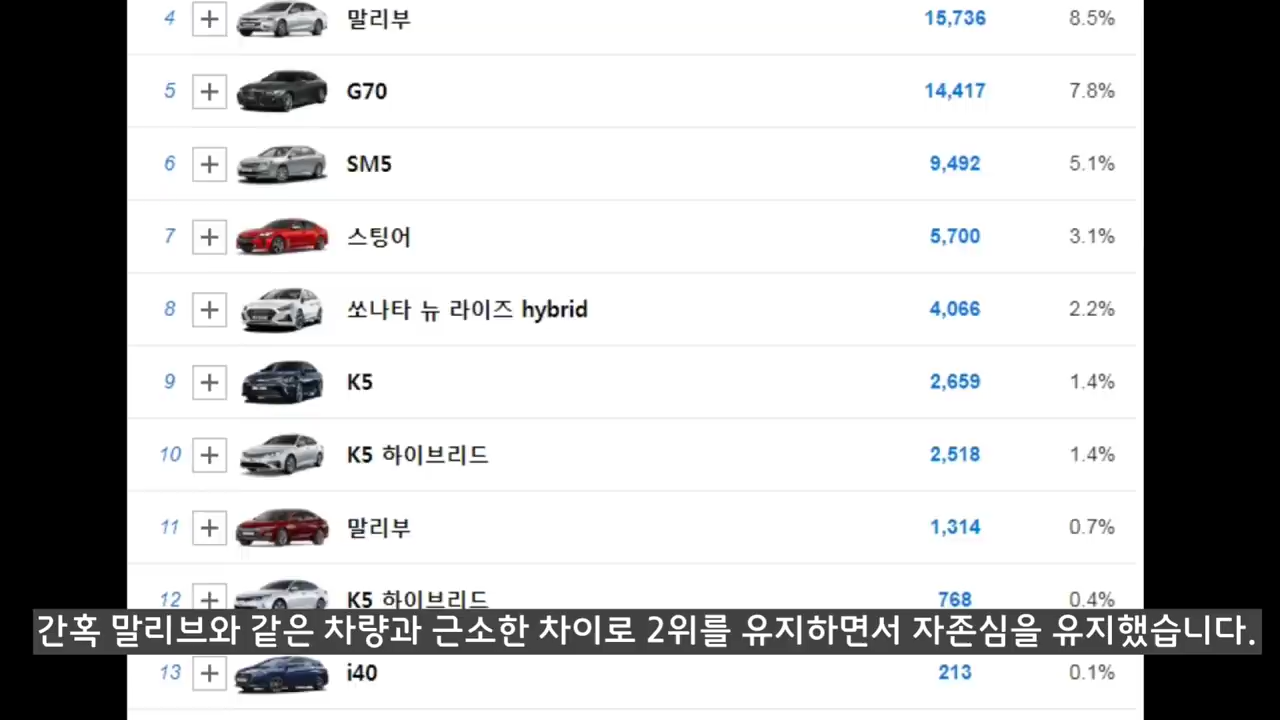 4 말리부 15,736 8.5%
5 G70 14,417 7.8%
6 SM5 9,492 5.1%
7 스팅어 5,700 3.1%
8 쏘나타 뉴 라이즈 hybrid 4,066 2.2%
9 K5 2,659 1.4%
10 K5 하이브리드 2,518 1.4%
11 말리부 1,314 0.7%
12 K5 하이브리드 768 0.4%
간혹 말리브와 같은 차량과 근소한 차이로 2위를 유지하면서 자존심을 유지했습니다.
13 i40 213 0.1%